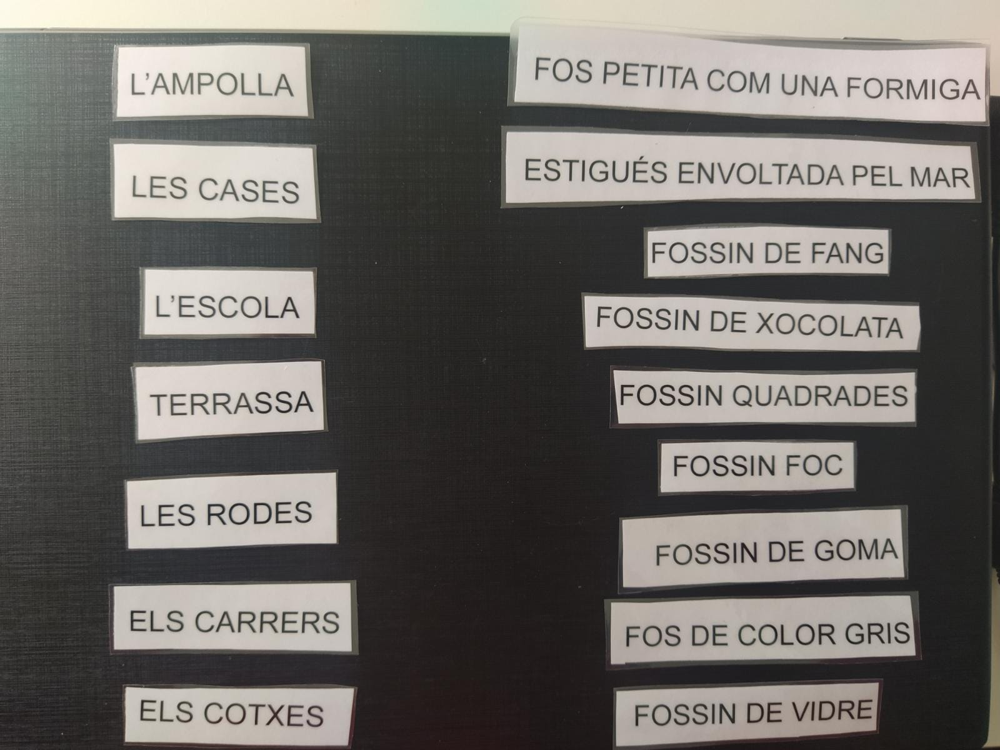 L'AMPOLLA
LES CASES
L'ESCOLA
TERRASSA
LES RODES
ELS CARRERS
ELS COTXES
FOS PETITA COM UNA FORMIGA
ESTIGUÉS ENVOLTADA PEL MAR
FOSSIN DE FANG
FOSSIN DE XOCOLATA
FOSSIN QUADRADES
FOSSIN FOC
FOSSIN DE GOMA
FOS DE COLOR GRIS
FOSSIN DE VIDRE